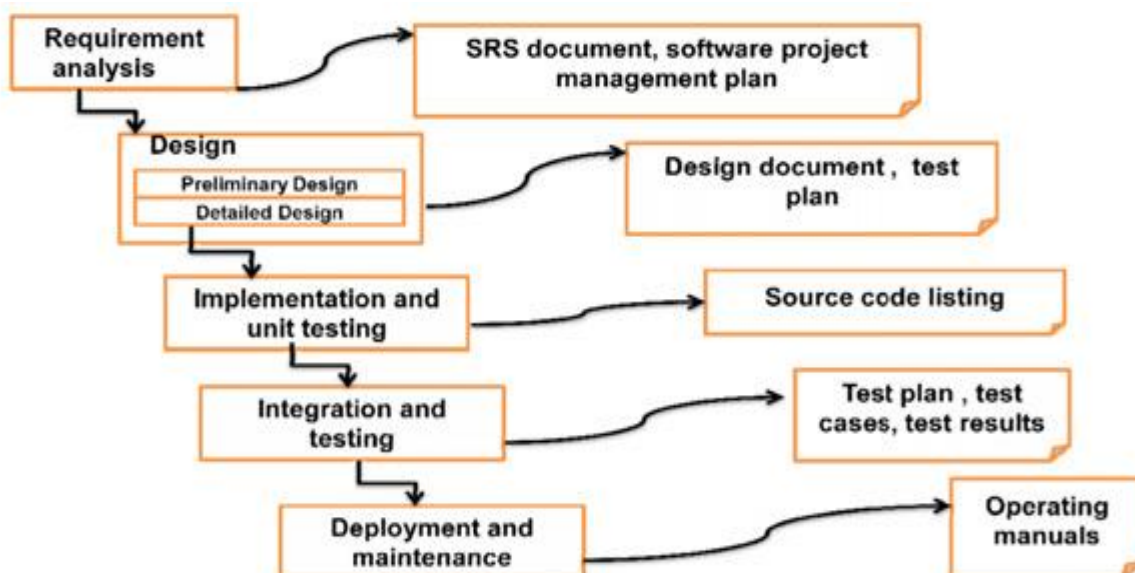 Requirement
analysis
SRS document, software project
management plan
Design
Preliminary Design
Detailed Design
Design document , test
plan
Implementation and
unit testing
Source code listing
Integration and
testing
Test plan , test
cases, test results
Deployment and
maintenance
Operating
manuals